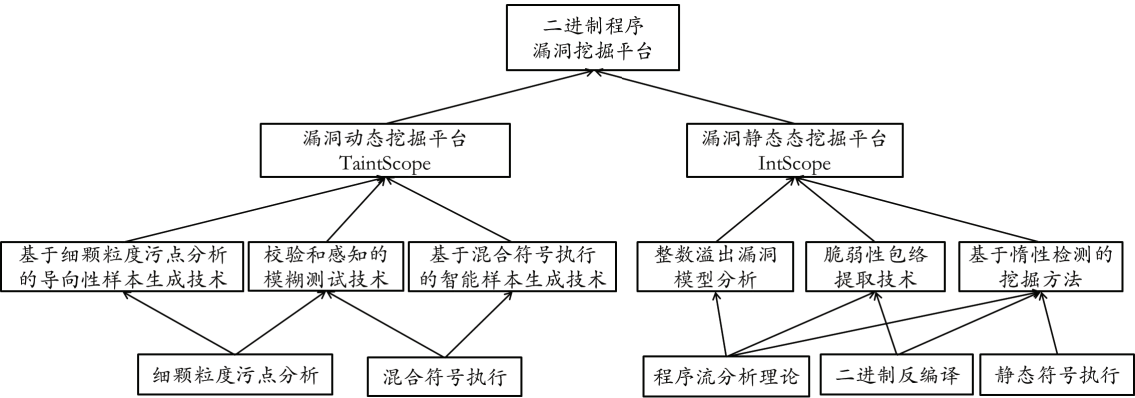 二进制程序
漏洞挖掘平台
漏洞动态挖掘平台
TaintScope
漏洞静态态挖掘平台
IntScope
基于细颗粒度污点分析
的导向性样本生成技术
校验和感知的
模糊测试技术
基于混合符号执行
的智能样本生成技术
整数溢出漏洞
模型分析
脆弱性包络
提取技术
基于惰性检测的
挖掘方法
细颗粒度污点分析
混合符号执行
程序流分析理论
二进制反编译
静态符号执行